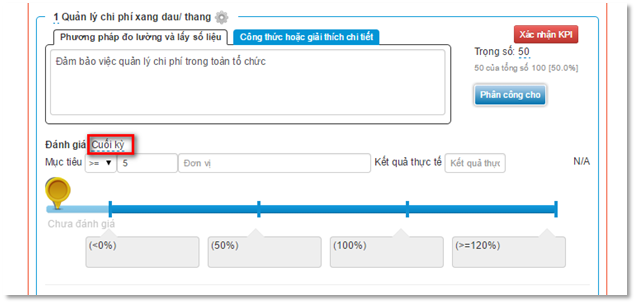 1 Quản lý chi phí xang dau/ thang
Phương pháp đo lường và lấy số liệu
Công thức hoặc giải thích chi tiết
Xác nhận KPI
Đảm bảo việc quản lý chi phí trong toàn tổ chức
Trọng số: 50
50 của tổng số 100 [50.0%]
Phân công cho
Đánh giá Cuối kỳ
Mục tiêu >= 5 Đơn vị Kết quả thực tế Kết quả thực N/A
Chưa đánh giá
(<0%) (50%) (100%) (>=120%)